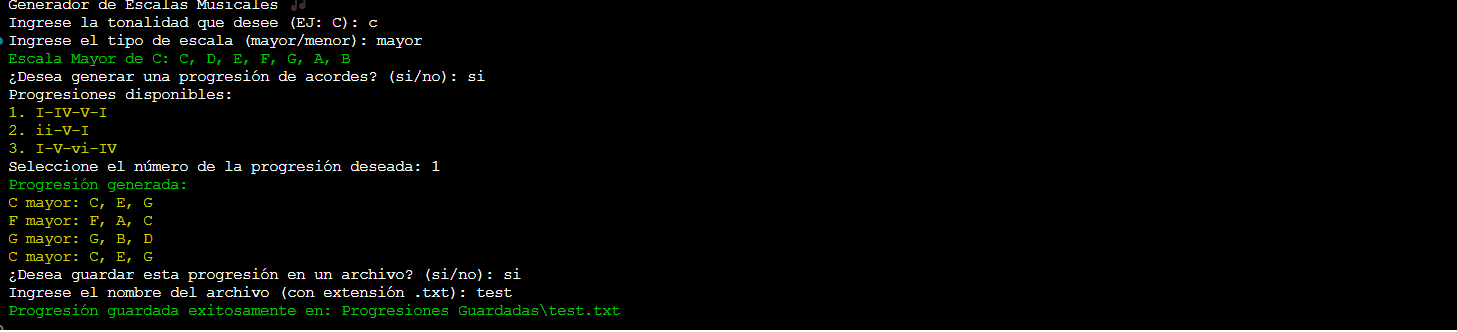 Generador de Escalas Musicales 🎵
Ingrese la tonalidad que desee (EJ: C): c
Ingrese el tipo de escala (mayor/menor): mayor
Escala Mayor de C: C, D, E, F, G, A, B
¿Desea generar una progresión de acordes? (si/no): si
Progresiones disponibles:
1. I-IV-V-I
2. ii-V-I
3. I-V-vi-IV
Seleccione el número de la progresión deseada: 1
Progresión generada:
C mayor: C, E, G
F mayor: F, A, C
G mayor: G, B, D
C mayor: C, E, G
¿Desea guardar esta progresión en un archivo? (si/no): si
Ingrese el nombre del archivo (con extensión .txt): test
Progresión guardada exitosamente en: Progresiones Guardadas\test.txt